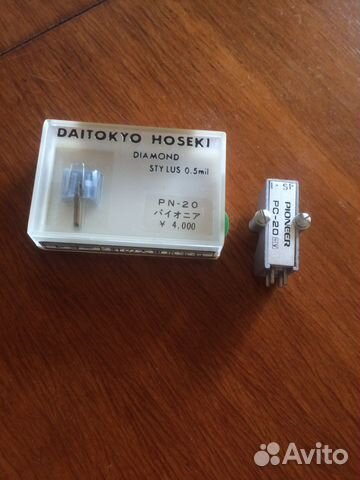 DAITOKYO HOSEKI
DIAMOND
STYLUS 0.5mil
PN-20
パイオニア
¥ 4,000
PIONEER
PC-20
Avito